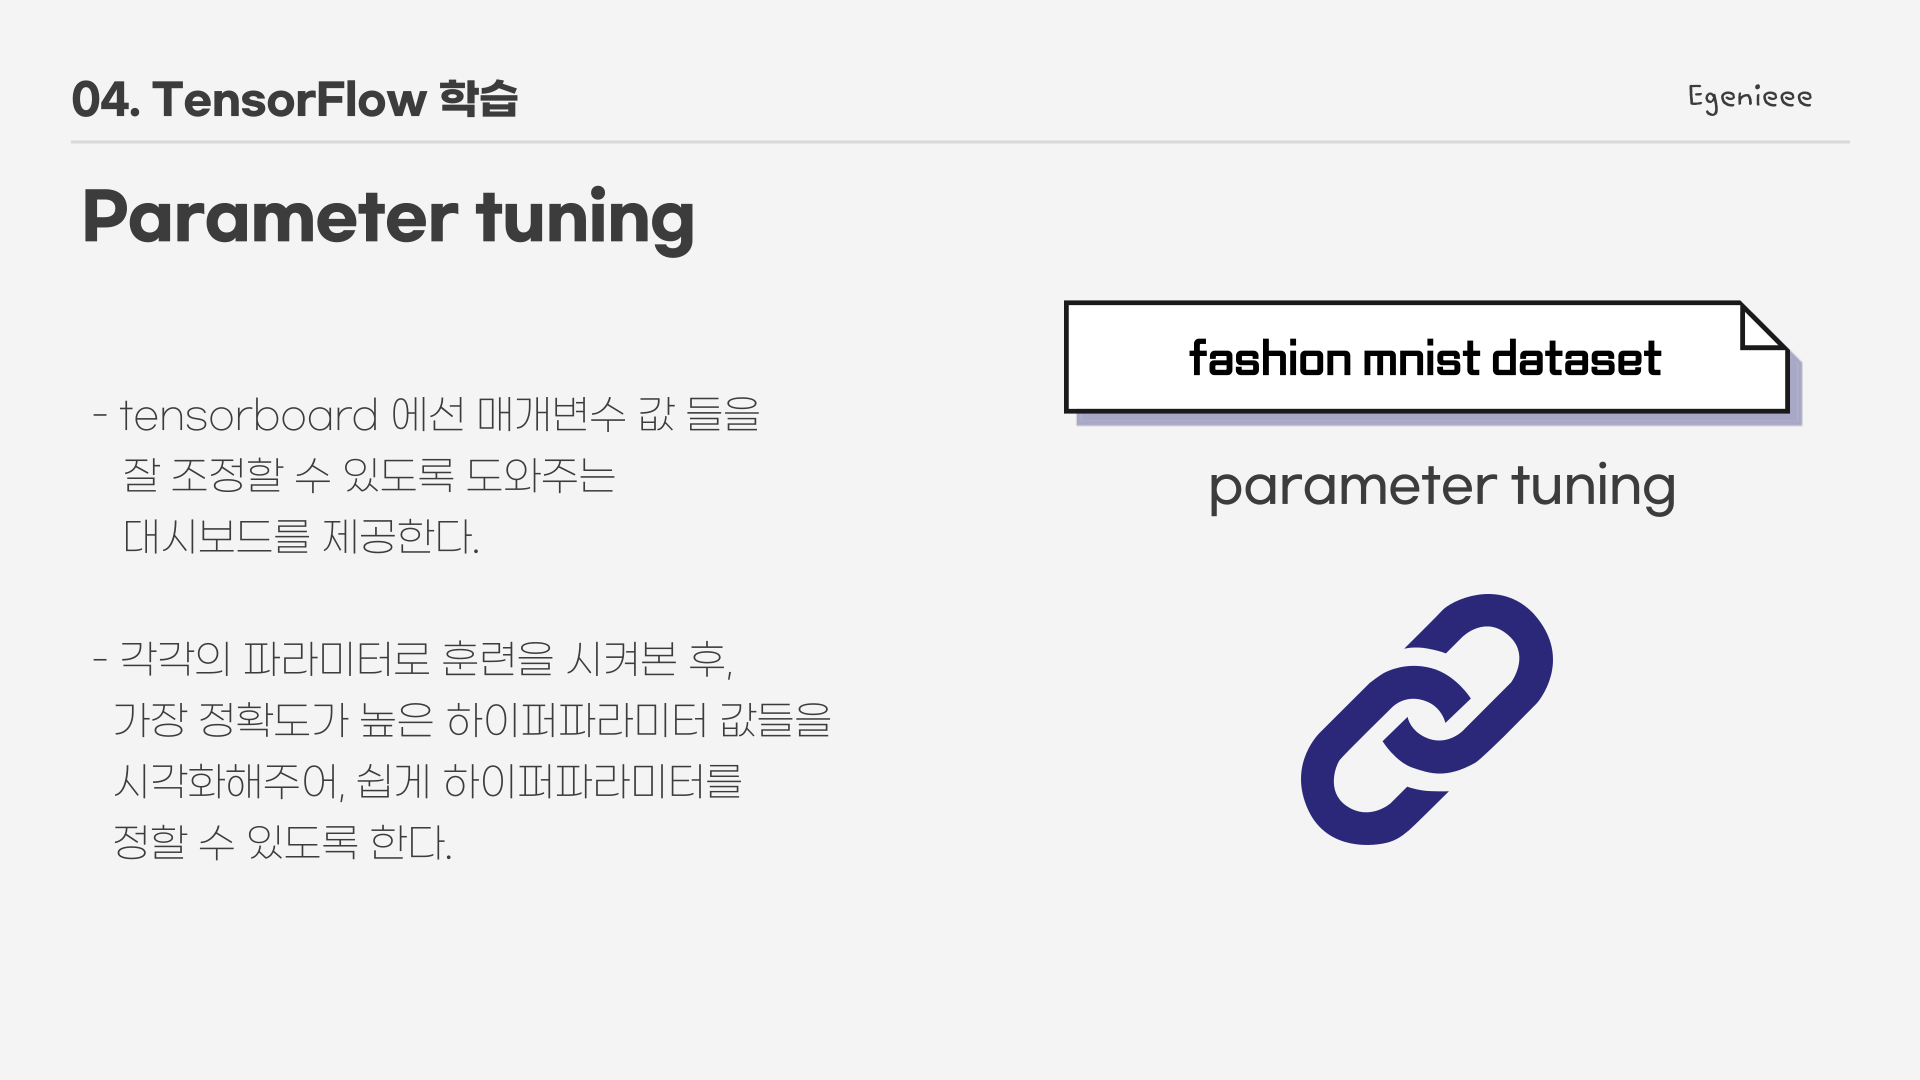 04. TensorFlow 학습
Egenieee
Parameter tuning
- tensorboard 에선 매개변수 값 들을
잘 조정할 수 있도록 도와주는
대시보드를 제공한다.
- 각각의 파라미터로 훈련을 시켜본 후,
가장 정확도가 높은 하이퍼파라미터 값들을
시각화해주어, 쉽게 하이퍼파라미터를
정할 수 있도록 한다.
fashion mnist dataset
parameter tuning